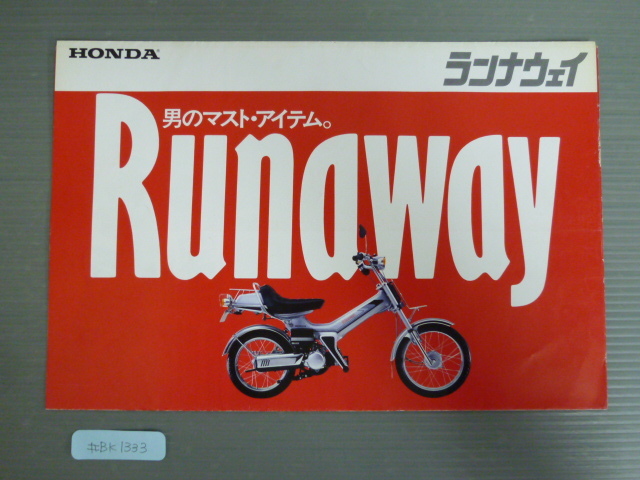 HONDA
ランナウェイ
男のマスト・アイテム。
Runaway
#BK1333